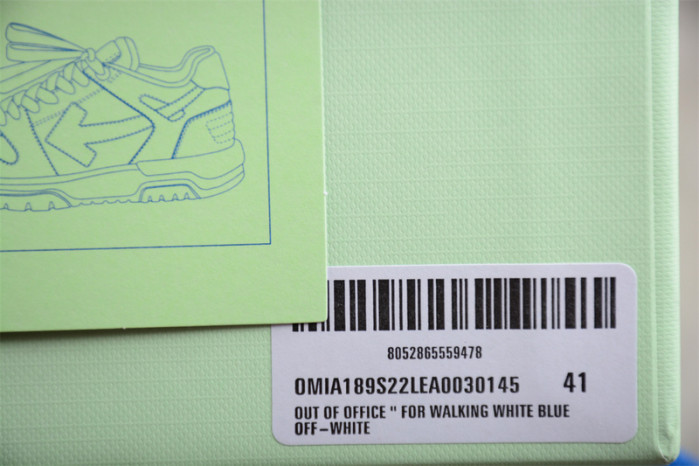 8052865559478
OMIA189S22LEA0030145 41
OUT OF OFFICE " FOR WALKING WHITE BLUE
OFF-WHITE